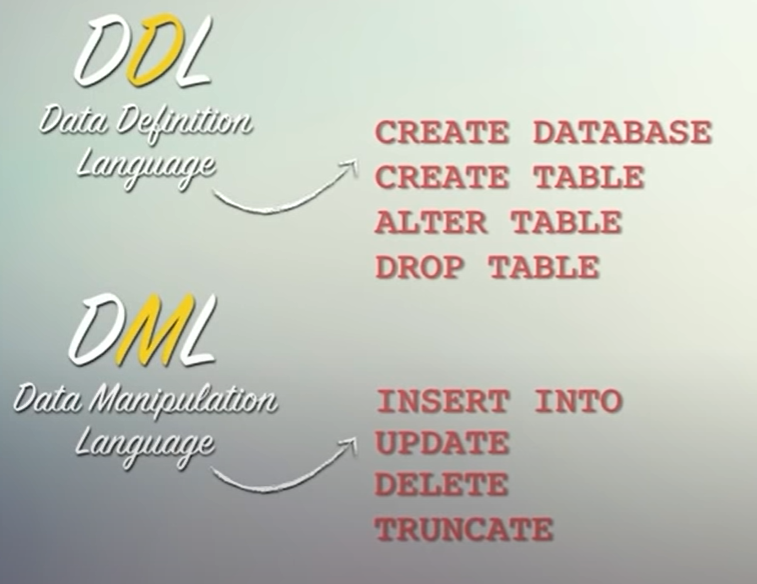 DDL
Data Definition
Language
CREATE DATABASE
CREATE TABLE
ALTER TABLE
DROP TABLE
DML
Data Manipulation
Language
INSERT INTO
UPDATE
DELETE
TRUNCATE